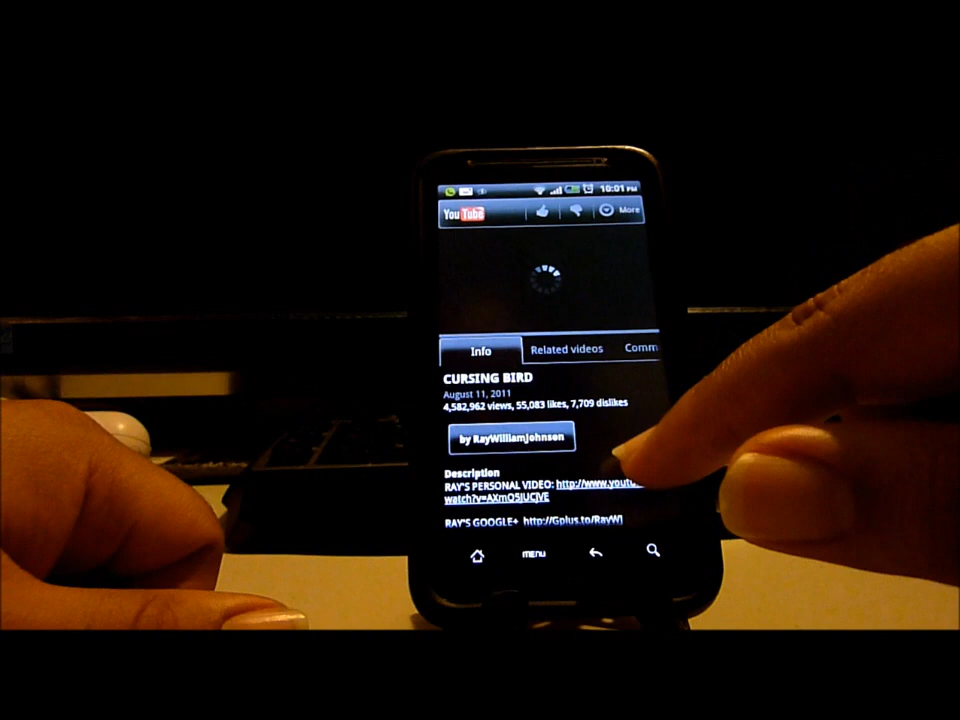 10:01 PM
YouTube
More
Info Related videos Comm
CURSING BIRD
August 11, 2011
4,582,962 views, 55,083 likes, 7,709 dislikes
by RayWilliamJohnson
Description
RAY'S PERSONAL VIDEO: http://www.youtu
watch?v=AXmO5JUCjVE
RAY'S GOOGLE+ http://Gplus.to/RayWJ
menu